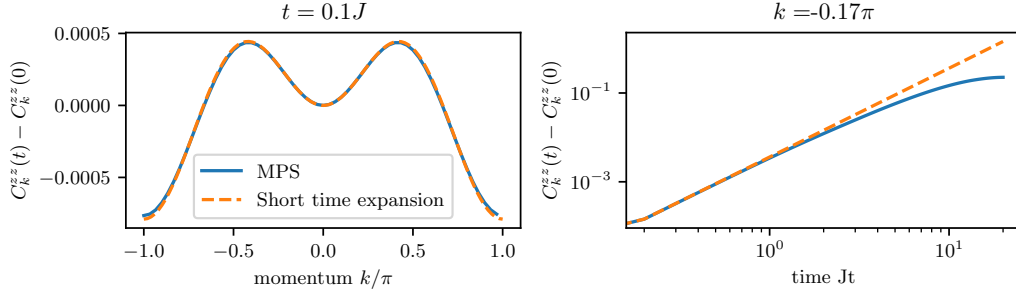 t = 0.1J
C_k^{zz}(t) − C_k^{zz}(0)
0.0005
0.0000
−0.0005
MPS
Short time expansion
−1.0 −0.5 0.0 0.5 1.0
momentum k/π
k =-0.17π
C_k^{zz}(t) − C_k^{zz}(0)
10^{−1}
10^{−3}
10^0 10^1
time Jt